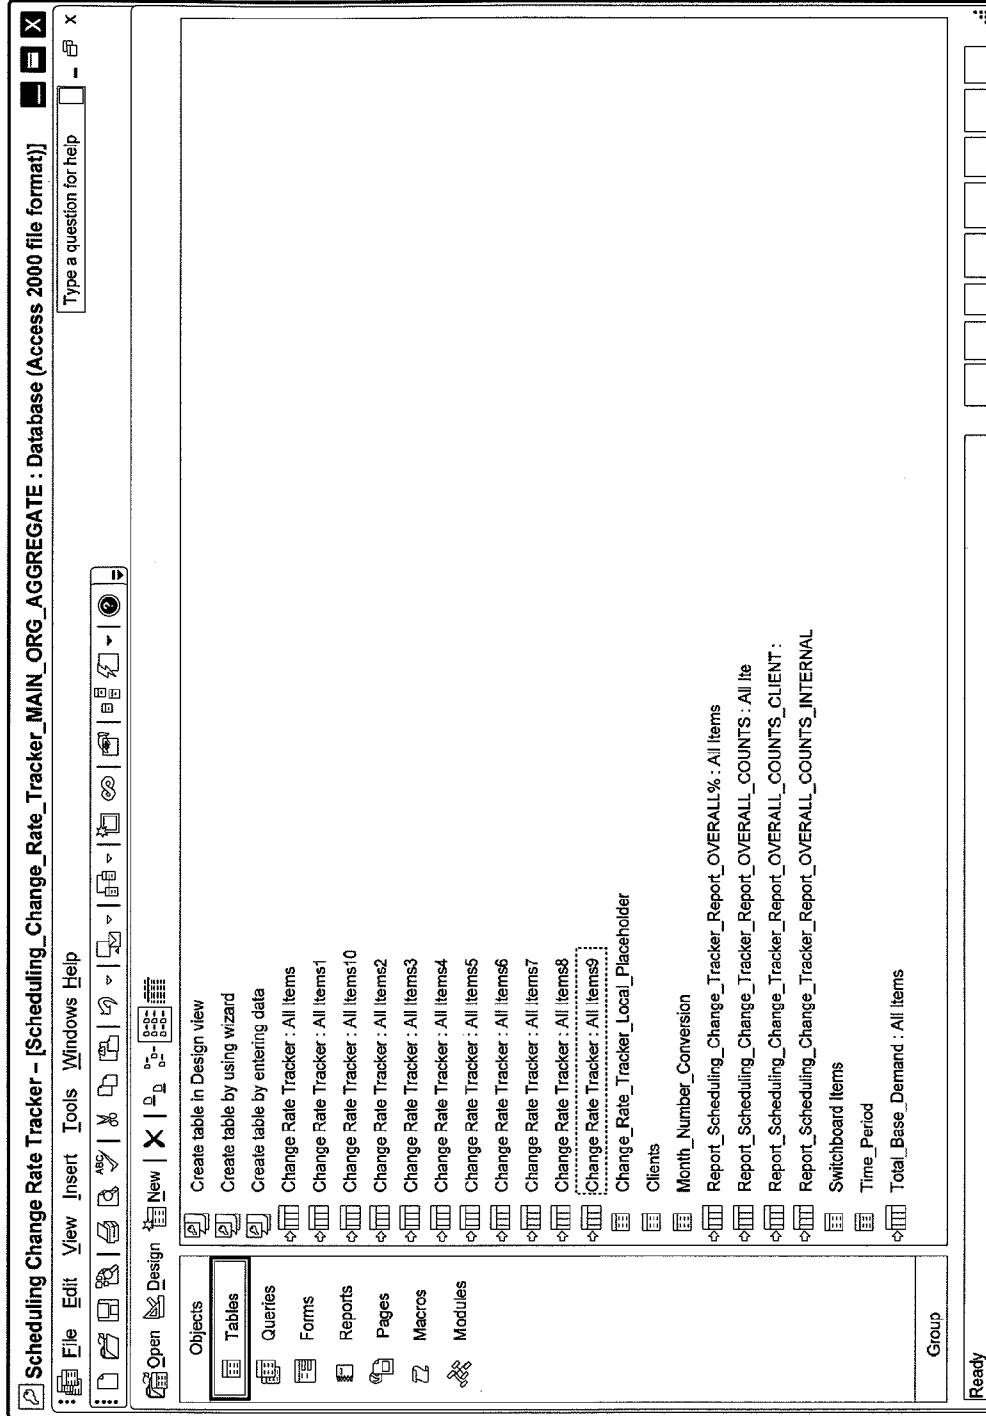 Scheduling Change Rate Tracker – [Scheduling_Change_Rate_Tracker_MAIN_ORG_AGGREGATE : Database (Access 2000 file format)]
File Edit View Insert Tools Windows Help
Type a question for help
ABC
Open Design New
Objects
Tables
Queries
Forms
Reports
Pages
Macros
Modules
Group
Create table in Design view
Create table by using wizard
Create table by entering data
Change Rate Tracker : All Items
Change Rate Tracker : All Items1
Change Rate Tracker : All Items10
Change Rate Tracker : All Items2
Change Rate Tracker : All Items3
Change Rate Tracker : All Items4
Change Rate Tracker : All Items5
Change Rate Tracker : All Items6
Change Rate Tracker : All Items7
Change Rate Tracker : All Items8
Change Rate Tracker : All Items9
Change_Rate_Tracker_Local_Placeholder
Clients
Month_Number_Conversion
Report_Scheduling_Change_Tracker_Report_OVERALL% : All Items
Report_Scheduling_Change_Tracker_Report_OVERALL_COUNTS : All Ite
Report_Scheduling_Change_Tracker_Report_OVERALL_COUNTS_CLIENT :
Report_Scheduling_Change_Tracker_Report_OVERALL_COUNTS_INTERNAL
Switchboard Items
Time_Period
Total_Base_Demand : All Items
Ready